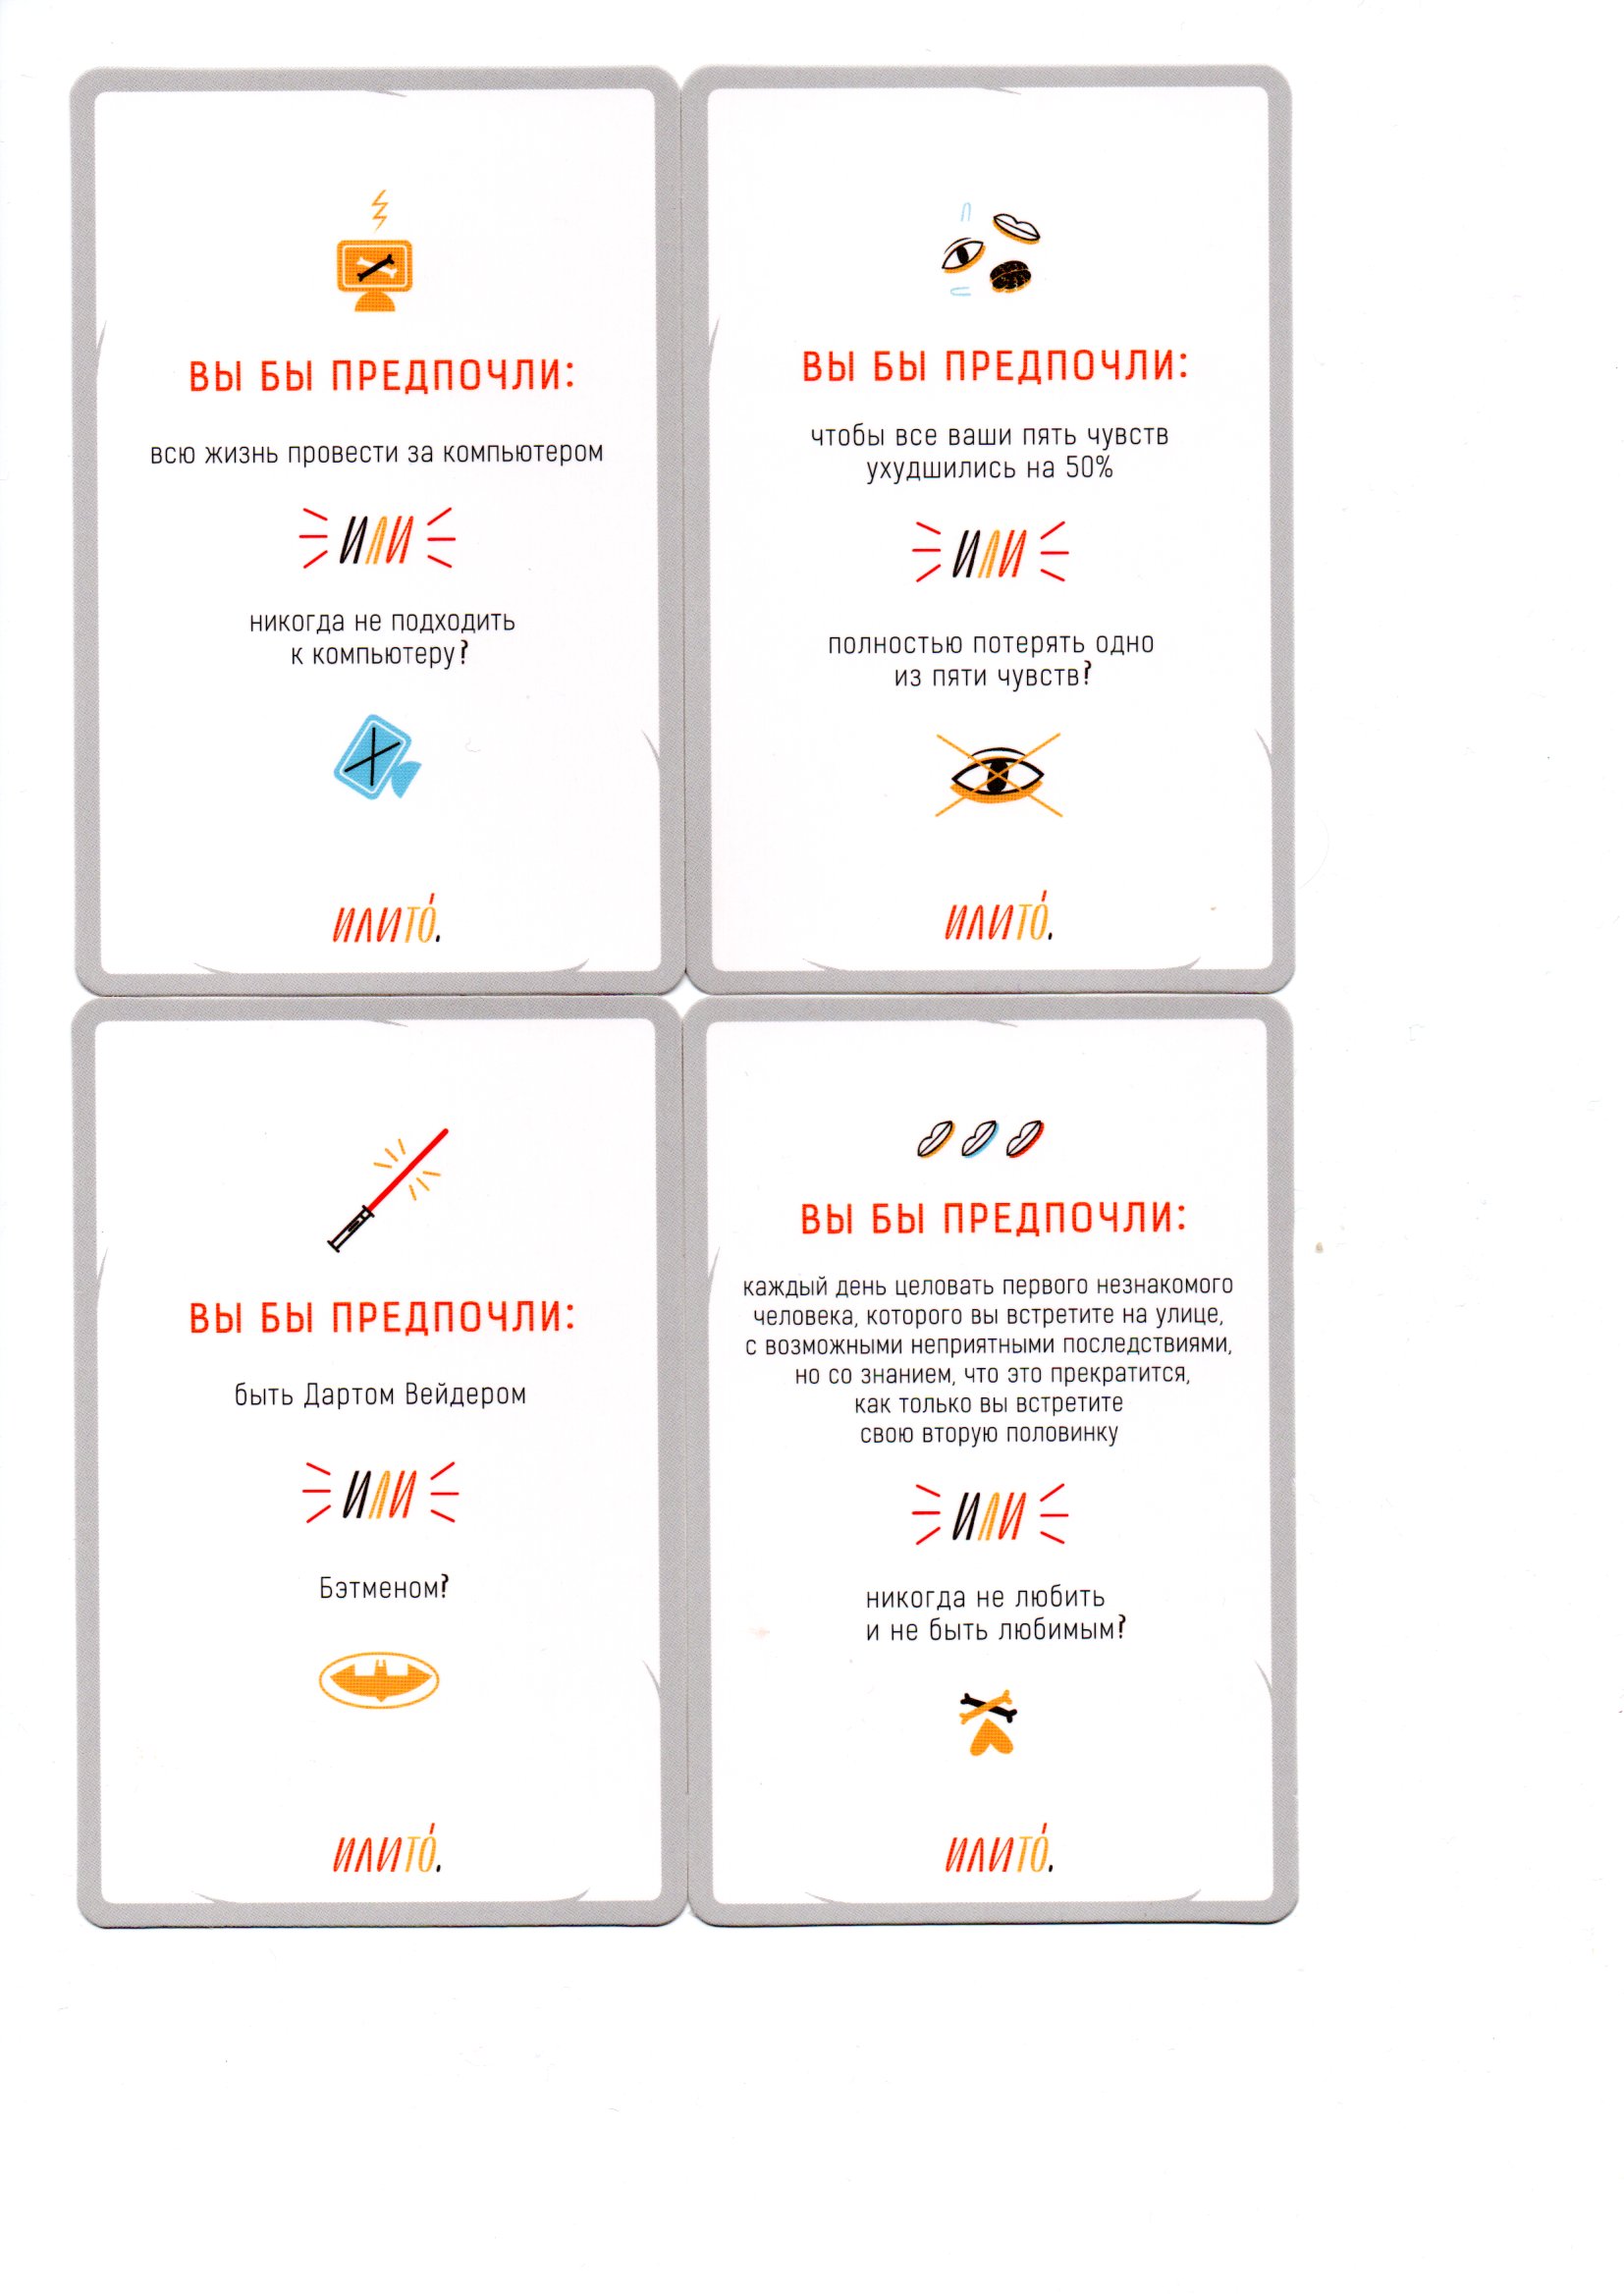 ВЫ БЫ ПРЕДПОЧЛИ:
всю жизнь провести за компьютером
ИЛИ
никогда не подходить
к компьютеру?
ИЛИТО́.
ВЫ БЫ ПРЕДПОЧЛИ:
чтобы все ваши пять чувств
ухудшились на 50%
ИЛИ
полностью потерять одно
из пяти чувств?
ИЛИТО́.
ВЫ БЫ ПРЕДПОЧЛИ:
быть Дартом Вейдером
ИЛИ
Бэтменом?
ИЛИТО́.
ВЫ БЫ ПРЕДПОЧЛИ:
каждый день целовать первого незнакомого
человека, которого вы встретите на улице,
с возможными неприятными последствиями,
но со знанием, что это прекратится,
как только вы встретите
свою вторую половинку
ИЛИ
никогда не любить
и не быть любимым?
ИЛИТО́.